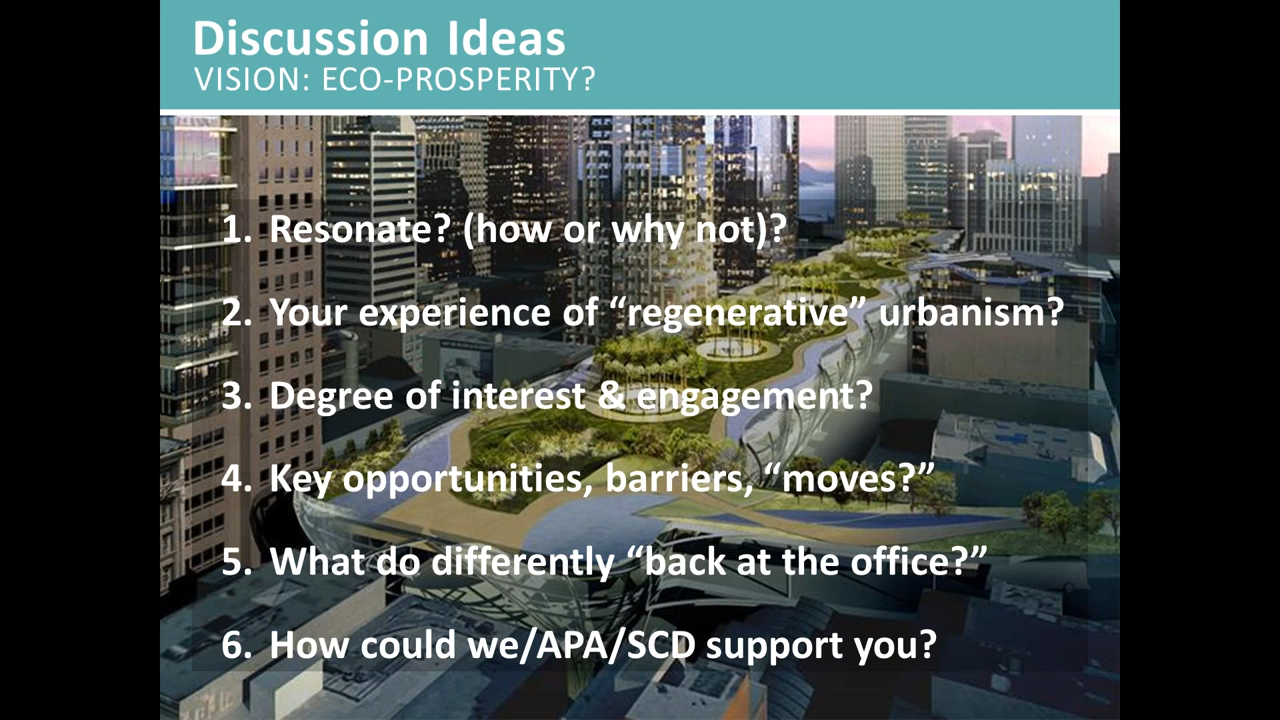 Discussion Ideas
VISION: ECO-PROSPERITY?
1. Resonate? (how or why not)?
2. Your experience of “regenerative” urbanism?
3. Degree of interest & engagement?
4. Key opportunities, barriers, “moves?”
5. What do differently “back at the office?”
6. How could we/APA/SCD support you?